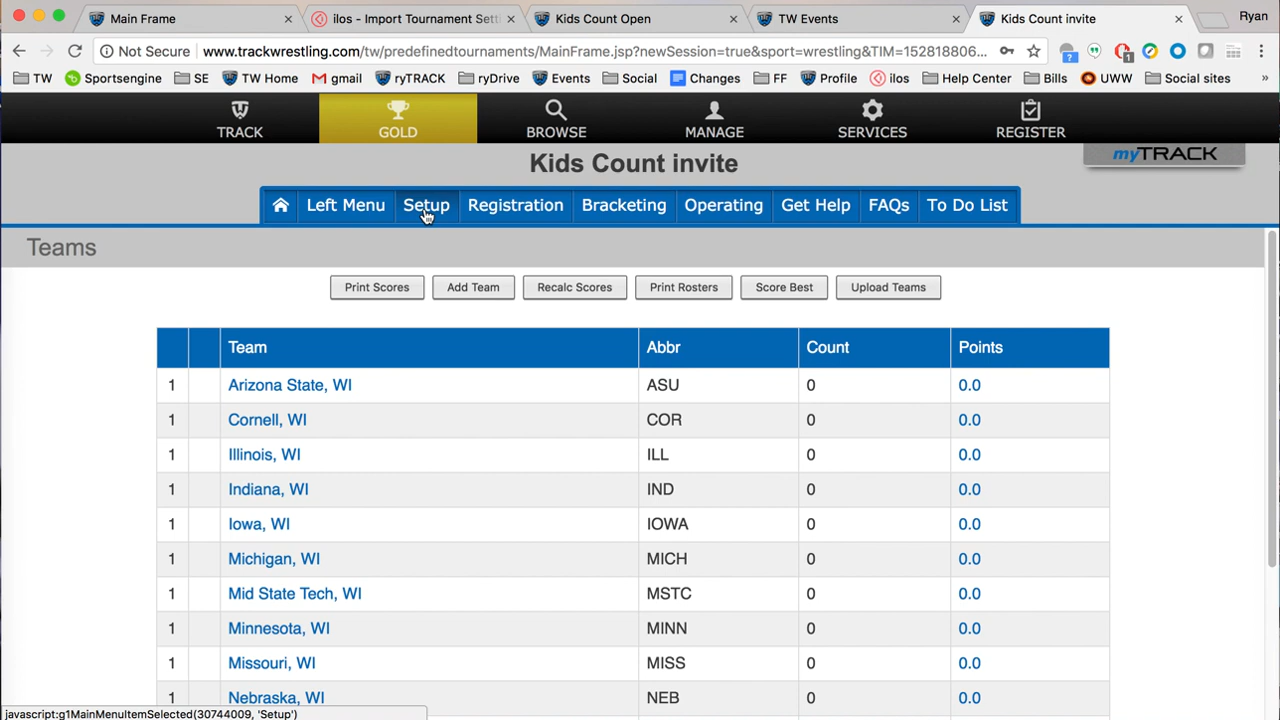 Main Frame
ilos - Import Tournament Sett
Kids Count Open
TW Events
Kids Count invite
Ryan
Not Secure
www.trackwrestling.com/tw/predefinedtournaments/MainFrame.jsp?newSession=true&sport=wrestling&TIM=152818806...
TW
Sportsengine
SE
TW Home
gmail
ryTRACK
ryDrive
Events
Social
Changes
FF
Profile
ilos
Help Center
Bills
UWW
Social sites
TRACK
GOLD
BROWSE
MANAGE
SERVICES
REGISTER
Kids Count invite
myTRACK
Left Menu
Setup
Registration
Bracketing
Operating
Get Help
FAQs
To Do List
Teams
Print Scores
Add Team
Recalc Scores
Print Rosters
Score Best
Upload Teams
Team Abbr Count Points
1 Arizona State, WI ASU 0 0.0
1 Cornell, WI COR 0 0.0
1 Illinois, WI ILL 0 0.0
1 Indiana, WI IND 0 0.0
1 Iowa, WI IOWA 0 0.0
1 Michigan, WI MICH 0 0.0
1 Mid State Tech, WI MSTC 0 0.0
1 Minnesota, WI MINN 0 0.0
1 Missouri, WI MISS 0 0.0
1 Nebraska, WI NEB 0 0.0
javascript:g1MainMenuItemSelected(30744009, 'Setup')